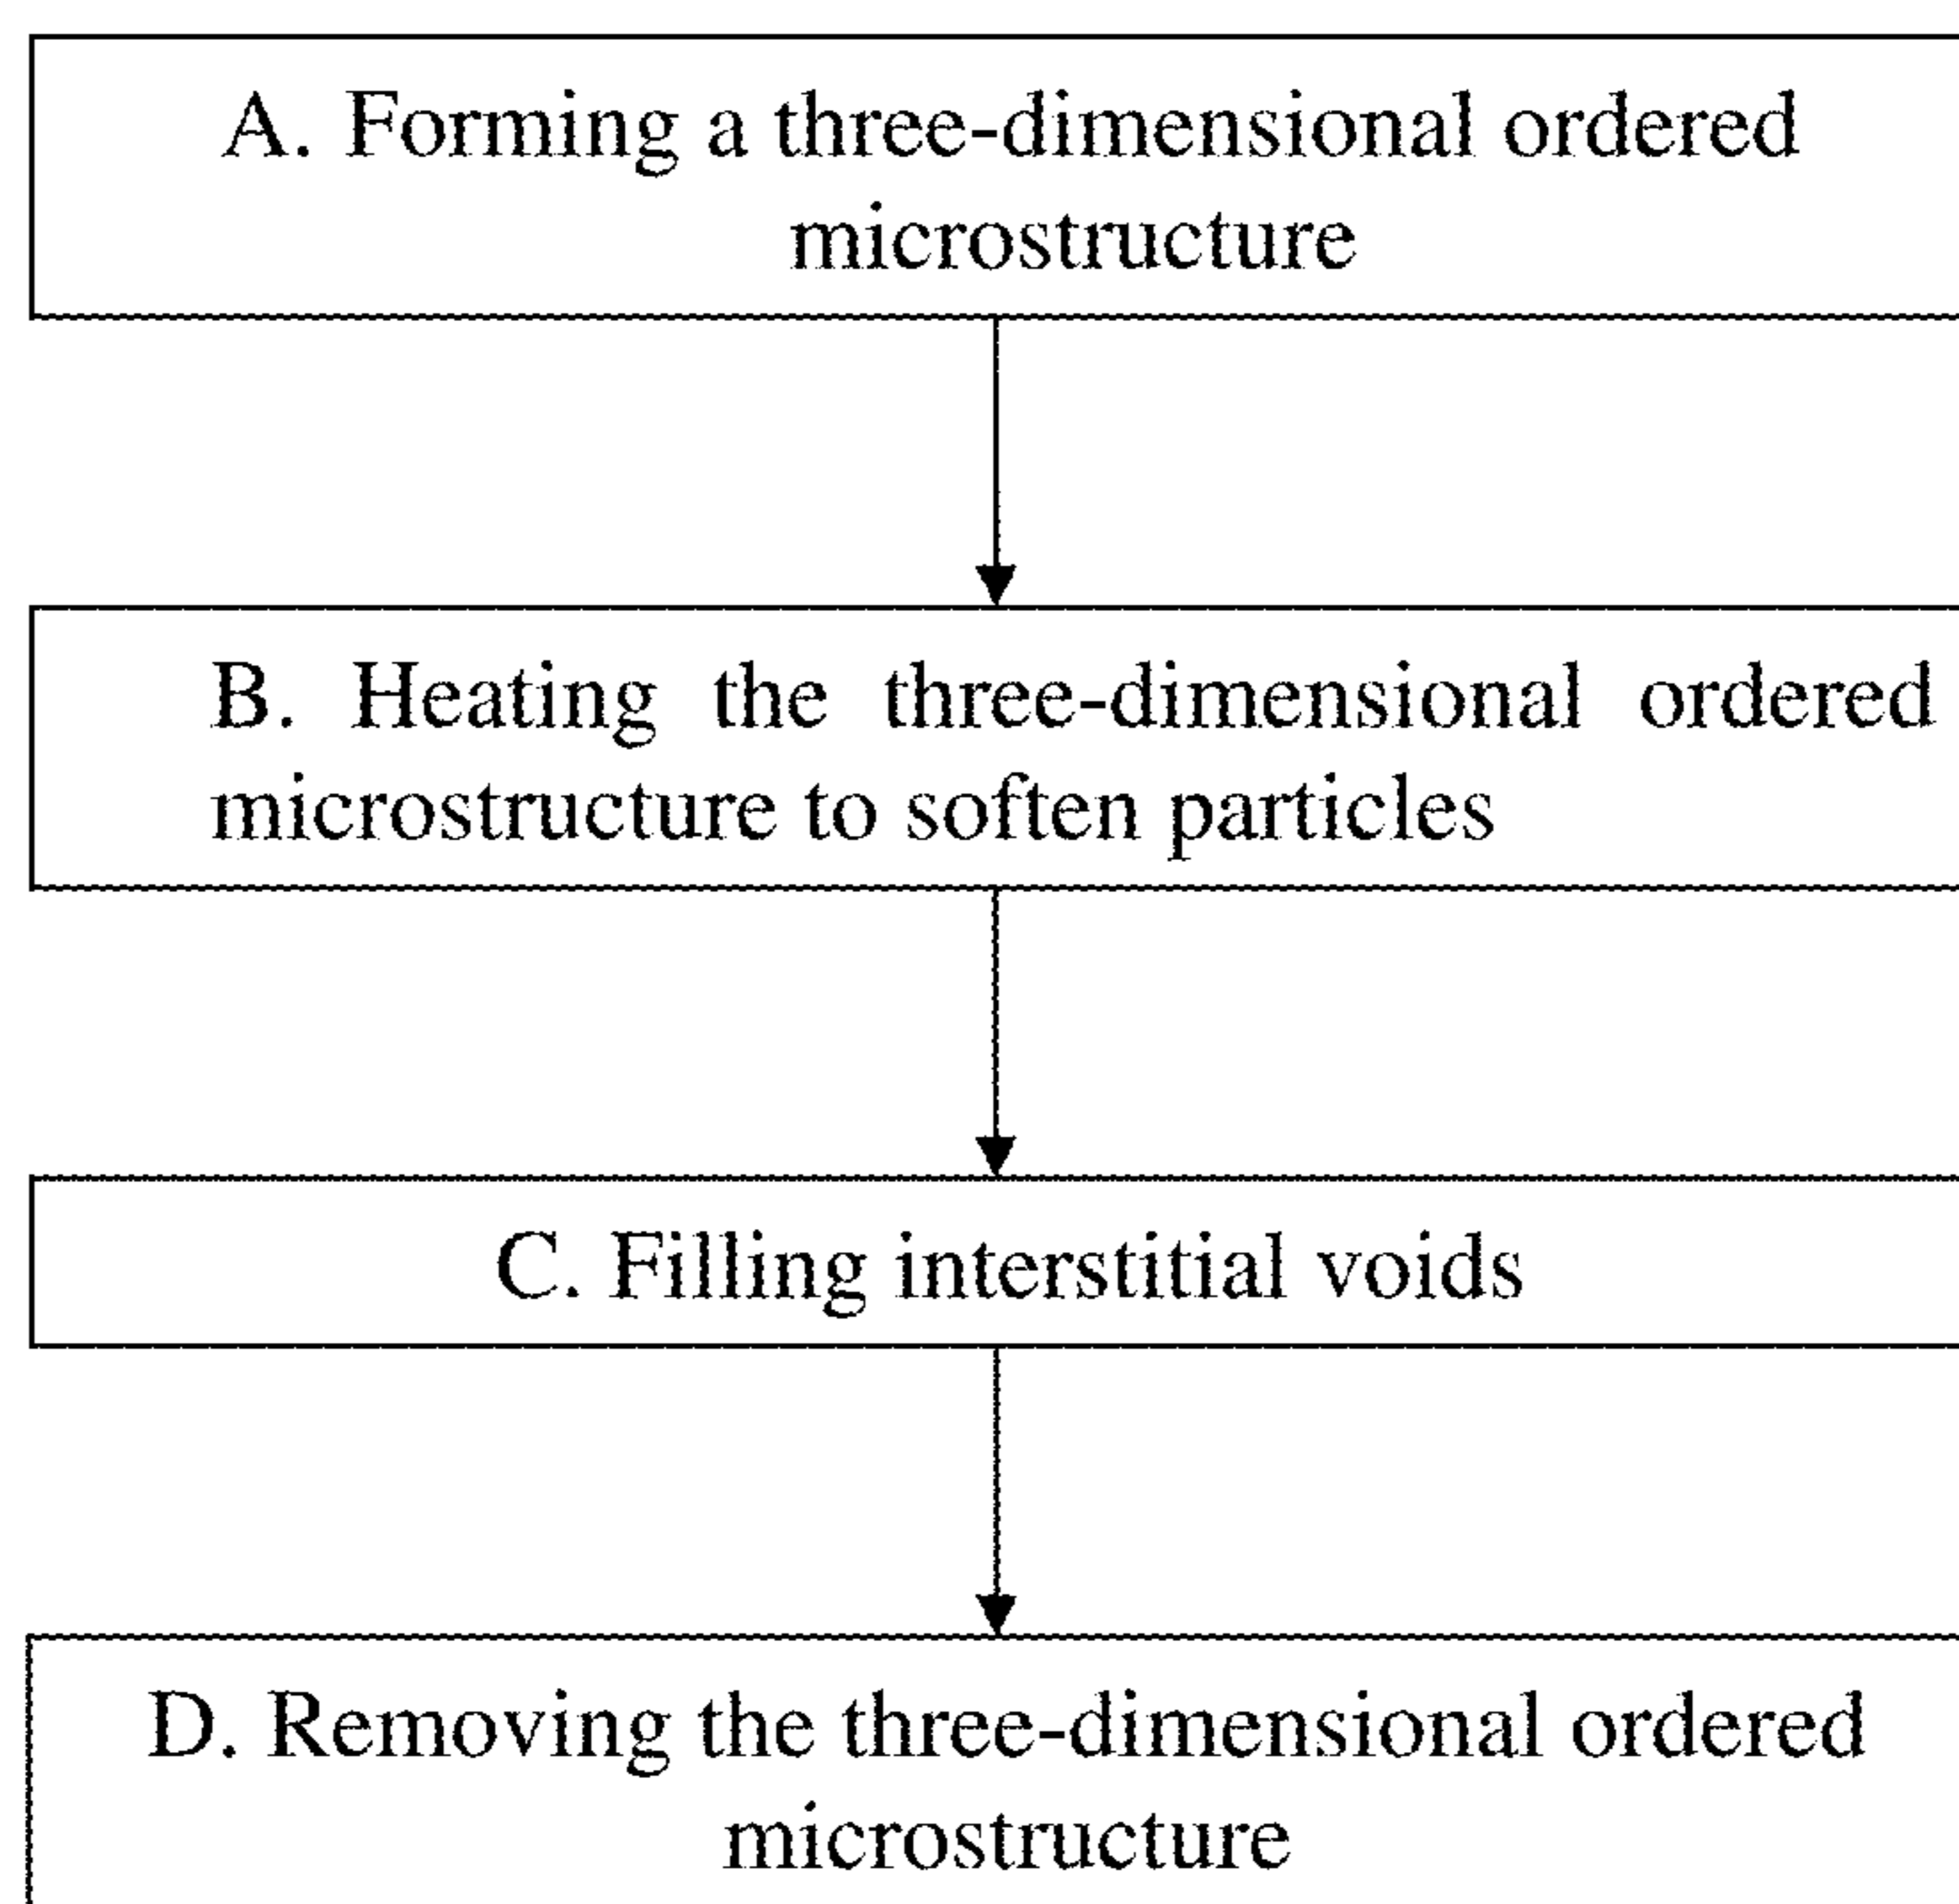 A. Forming a three-dimensional ordered
microstructure
B. Heating the three-dimensional ordered
microstructure to soften particles
C. Filling interstitial voids
D. Removing the three-dimensional ordered
microstructure